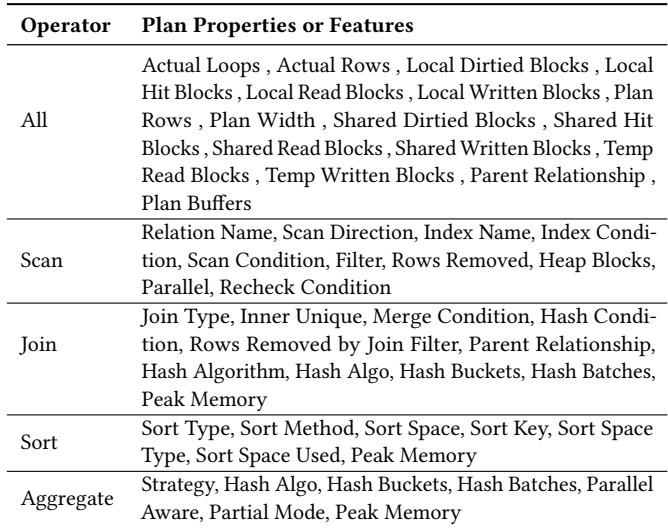 Operator Plan Properties or Features
Actual Loops , Actual Rows , Local Dirtied Blocks , Local
Hit Blocks , Local Read Blocks , Local Written Blocks , Plan
All Rows , Plan Width , Shared Dirtied Blocks , Shared Hit
Blocks , Shared Read Blocks , Shared Written Blocks , Temp
Read Blocks , Temp Written Blocks , Parent Relationship ,
Plan Buffers
Relation Name, Scan Direction, Index Name, Index Condi-
Scan tion, Scan Condition, Filter, Rows Removed, Heap Blocks,
Parallel, Recheck Condition
Join Type, Inner Unique, Merge Condition, Hash Condi-
Join tion, Rows Removed by Join Filter, Parent Relationship,
Hash Algorithm, Hash Algo, Hash Buckets, Hash Batches,
Peak Memory
Sort Sort Type, Sort Method, Sort Space, Sort Key, Sort Space
Type, Sort Space Used, Peak Memory
Aggregate Strategy, Hash Algo, Hash Buckets, Hash Batches, Parallel
Aware, Partial Mode, Peak Memory